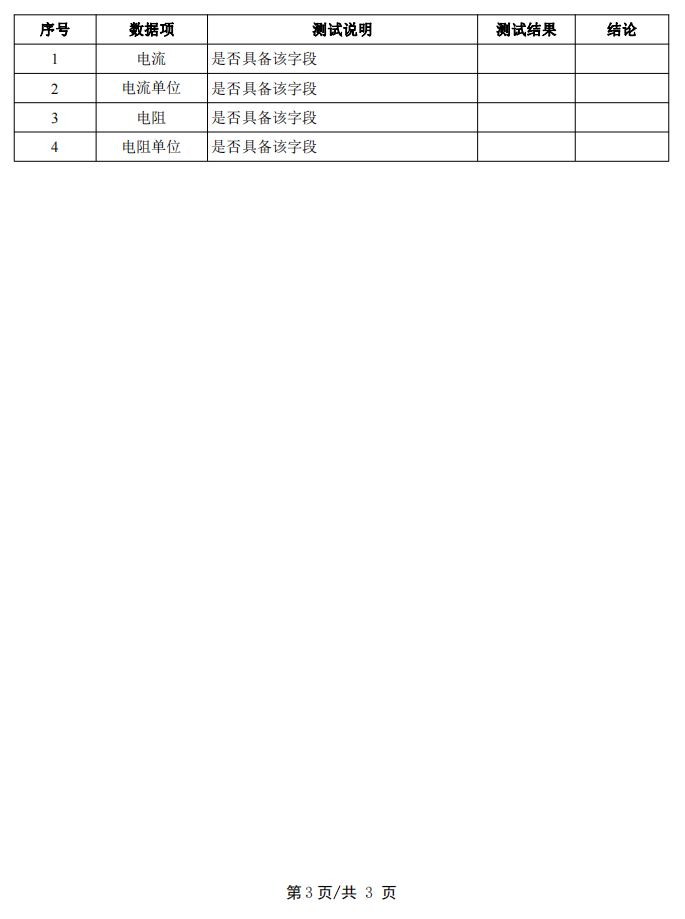 序号 数据项 测试说明 测试结果 结论
1 电流 是否具备该字段
2 电流单位 是否具备该字段
3 电阻 是否具备该字段
4 电阻单位 是否具备该字段
第 3 页/共 3 页